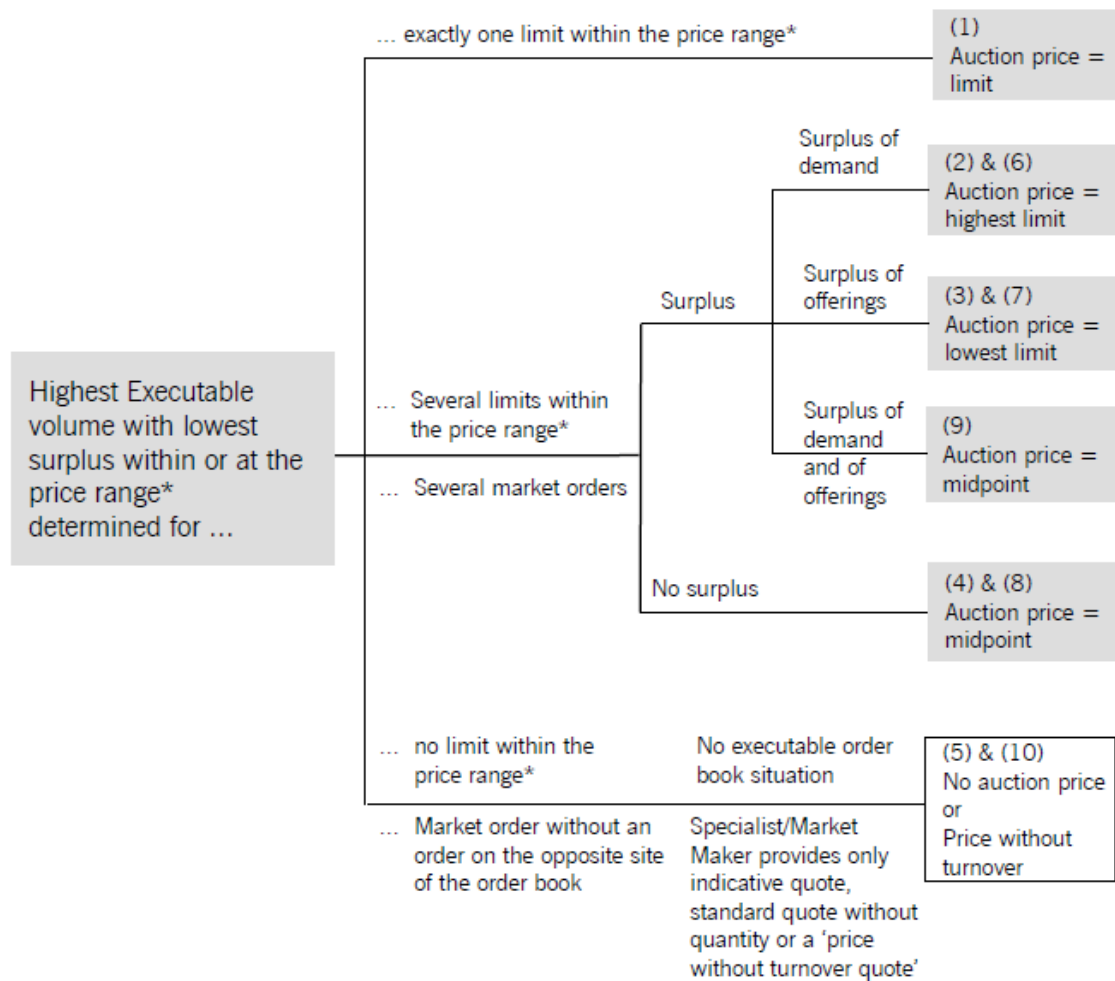 ... exactly one limit within the price range*
(1)
Auction price =
limit
Surplus of
demand
(2) & (6)
Auction price =
highest limit
Surplus
Surplus of
offerings
(3) & (7)
Auction price =
lowest limit
Highest Executable
volume with lowest
surplus within or at the
price range*
determined for ...
... Several limits within
the price range*
... Several market orders
Surplus of
demand
and of
offerings
(9)
Auction price =
midpoint
No surplus
(4) & (8)
Auction price =
midpoint
... no limit within the
price range*
No executable order
book situation
(5) & (10)
No auction price
or
Price without
turnover
... Market order without an
order on the opposite site
of the order book
Specialist/Market
Maker provides only
indicative quote,
standard quote without
quantity or a ‘price
without turnover quote’